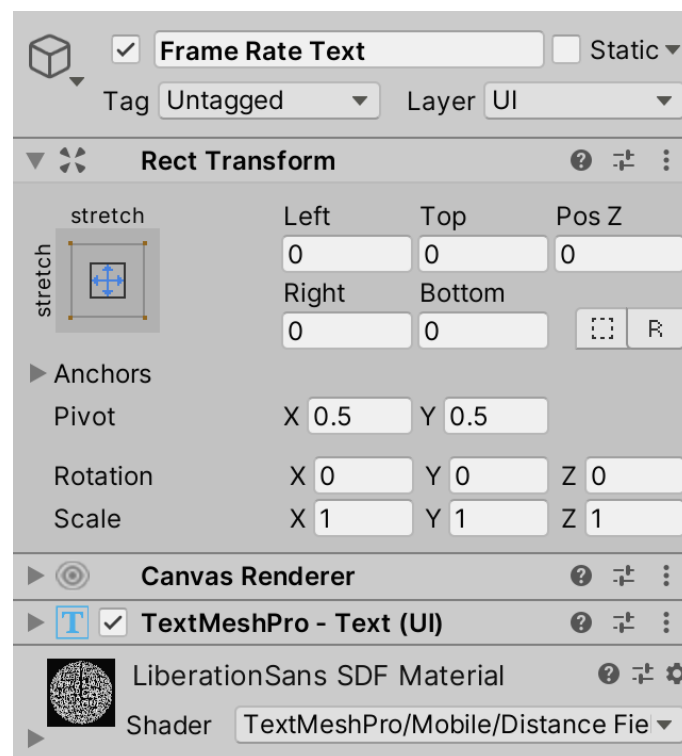 Frame Rate Text
Static
Tag Untagged
Layer UI
Rect Transform
stretch
stretch
Left Top Pos Z
0 0 0
Right Bottom
0 0
R
Anchors
Pivot X 0.5 Y 0.5
Rotation X 0 Y 0 Z 0
Scale X 1 Y 1 Z 1
Canvas Renderer
T TextMeshPro - Text (UI)
LiberationSans SDF Material
Shader TextMeshPro/Mobile/Distance Fie